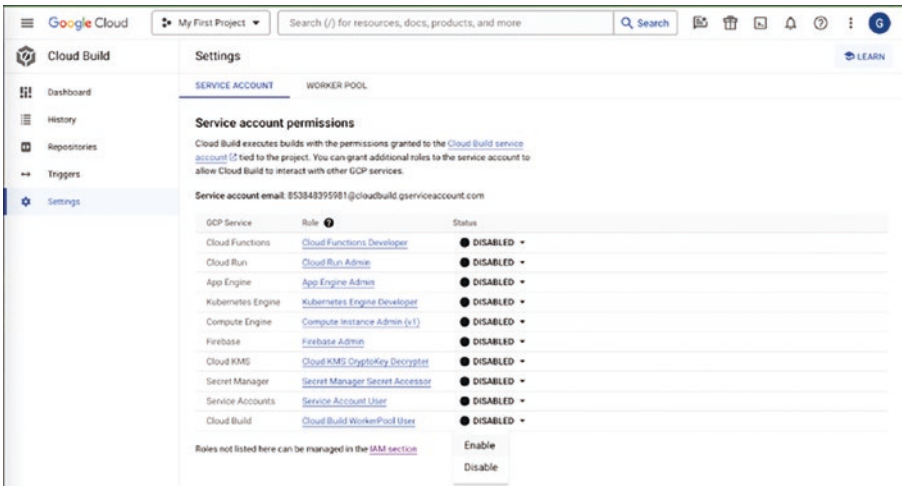 Google Cloud
My First Project
Search (/) for resources, docs, products, and more
Search
G
Cloud Build
Settings
LEARN
Dashboard
History
Repositories
Triggers
Settings
SERVICE ACCOUNT WORKER POOL
Service account permissions
Cloud Build executes builds with the permissions granted to the Cloud Build service
account tied to the project. You can grant additional roles to the service account to
allow Cloud Build to interact with other GCP services.
Service account email: 853848395981@cloudbuild.gserviceaccount.com
GCP Service Role Status
Cloud Functions Cloud Functions Developer DISABLED
Cloud Run Cloud Run Admin DISABLED
App Engine App Engine Admin DISABLED
Kubernetes Engine Kubernetes Engine Developer DISABLED
Compute Engine Compute Instance Admin (v1) DISABLED
Firebase Firebase Admin DISABLED
Cloud KMS Cloud KMS CryptoKey Decrypter DISABLED
Secret Manager Secret Manager Secret Accessor DISABLED
Service Accounts Service Account User DISABLED
Cloud Build Cloud Build WorkerPool User DISABLED
Roles not listed here can be managed in the IAM section
Enable
Disable